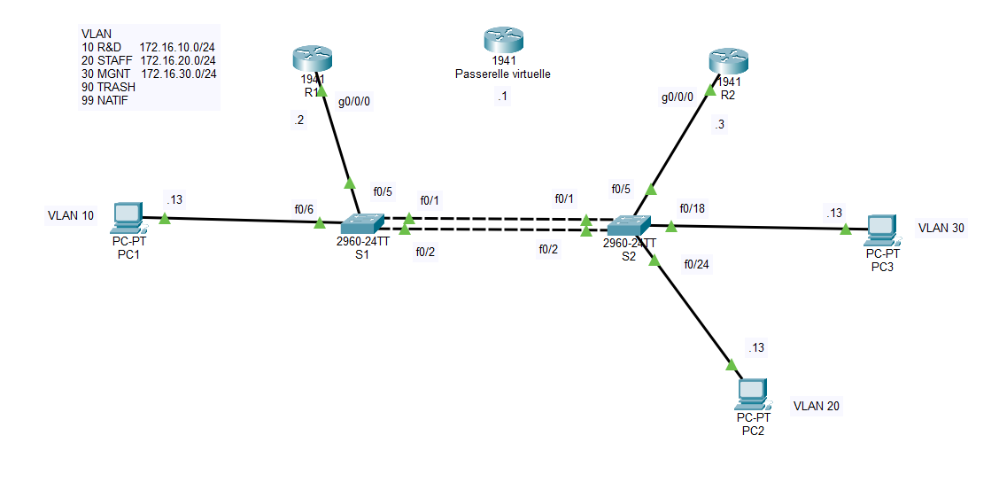 VLAN
10 R&D 172.16.10.0/24
20 STAFF 172.16.20.0/24
30 MGNT 172.16.30.0/24
90 TRASH
99 NATIF
1941
R1
g0/0/0
.2
1941
Passerelle virtuelle
.1
1941
R2
g0/0/0
.3
VLAN 10
.13
PC-PT
PC1
f0/6
f0/5
f0/1
f0/2
2960-24TT
S1
f0/1
f0/2
f0/5
f0/18
2960-24TT
S2
f0/24
.13
PC-PT
PC3
VLAN 30
.13
PC-PT
PC2
VLAN 20